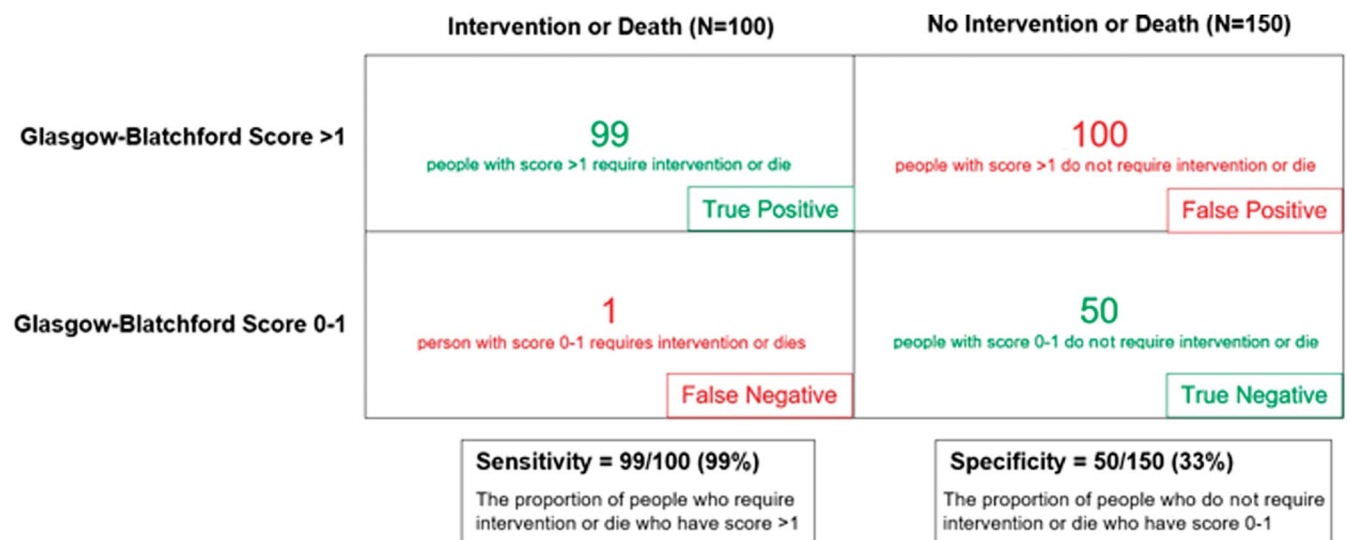 Intervention or Death (N=100)
No Intervention or Death (N=150)
Glasgow-Blatchford Score >1
99
people with score >1 require intervention or die
True Positive
100
people with score >1 do not require intervention or die
False Positive
Glasgow-Blatchford Score 0-1
1
person with score 0-1 requires intervention or dies
False Negative
50
people with score 0-1 do not require intervention or die
True Negative
Sensitivity = 99/100 (99%)
The proportion of people who require
intervention or die who have score >1
Specificity = 50/150 (33%)
The proportion of people who do not require
intervention or die who have score 0-1